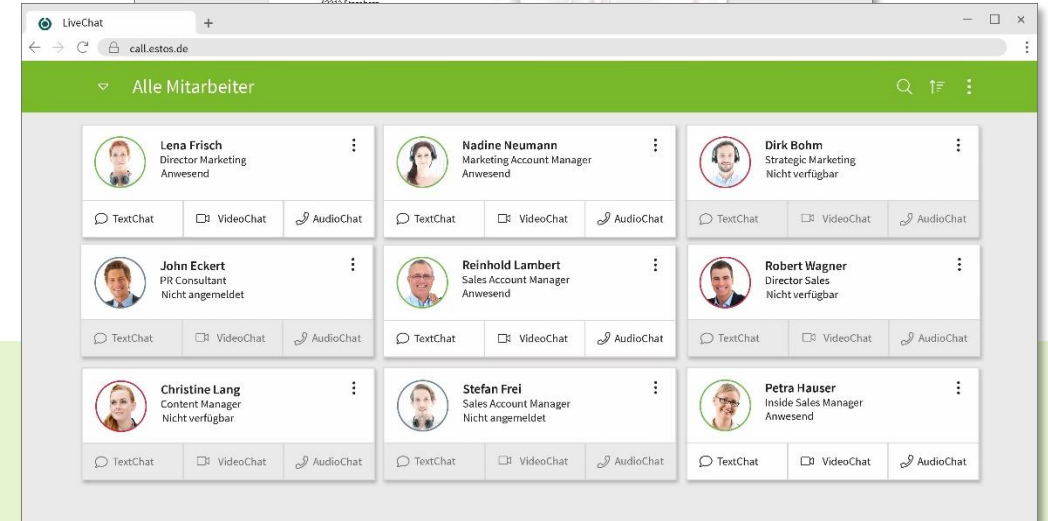 LiveChat
call.estos.de
Alle Mitarbeiter
Lena Frisch
Director Marketing
Anwesend
TextChat VideoChat AudioChat
Nadine Neumann
Marketing Account Manager
Anwesend
TextChat VideoChat AudioChat
Dirk Bohm
Strategic Marketing
Nicht verfügbar
TextChat VideoChat AudioChat
John Eckert
PR Consultant
Nicht angemeldet
TextChat VideoChat AudioChat
Reinhold Lambert
Sales Account Manager
Anwesend
TextChat VideoChat AudioChat
Robert Wagner
Director Sales
Nicht verfügbar
TextChat VideoChat AudioChat
Christine Lang
Content Manager
Nicht verfügbar
TextChat VideoChat AudioChat
Stefan Frei
Sales Account Manager
Nicht angemeldet
TextChat VideoChat AudioChat
Petra Hauser
Inside Sales Manager
Anwesend
TextChat VideoChat AudioChat